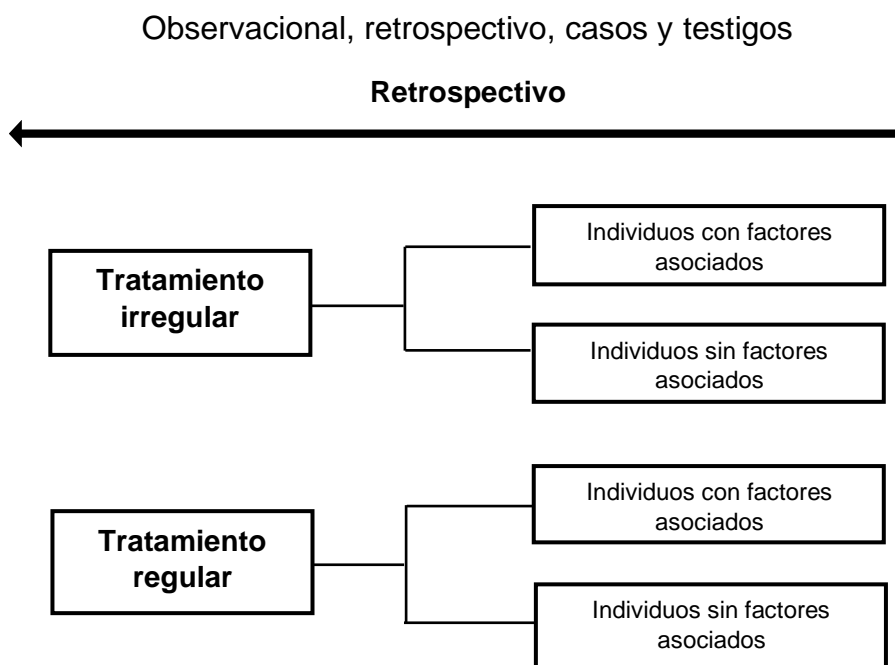 Observacional, retrospectivo, casos y testigos
Retrospectivo
Individuos con factores
asociados
Tratamiento
irregular
Individuos sin factores
asociados
Individuos con factores
asociados
Tratamiento
regular
Individuos sin factores
asociados